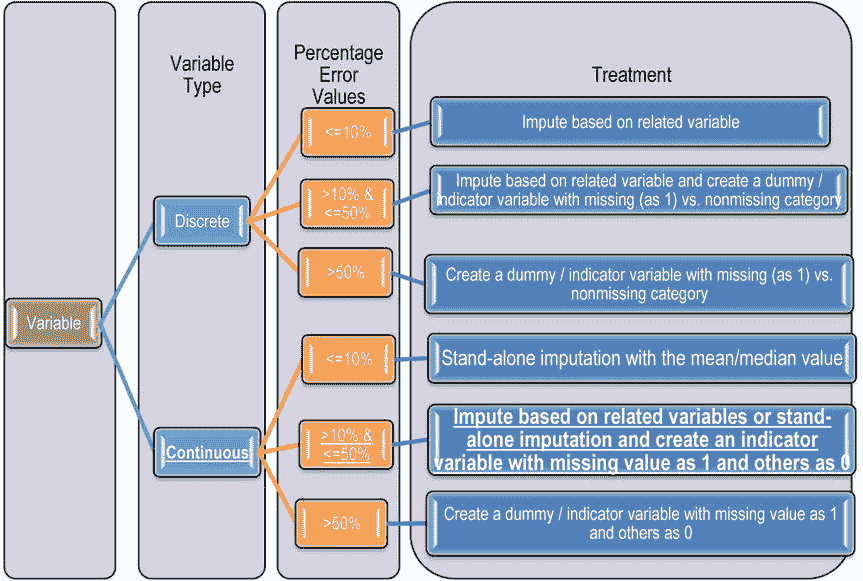 Variable
Type
Percentage
Error
Values
Treatment
<=10%
Impute based on related variable
>10% &
<=50%
Impute based on related variable and create a dummy /
indicator variable with missing (as 1) vs. nonmissing category
Discrete
>50%
Create a dummy / indicator variable with missing (as 1) vs.
nonmissing category
Variable
<=10%
Stand-alone imputation with the mean/median value
Continuous
>10% &
<=50%
Impute based on related variables or stand-
alone imputation and create an indicator
variable with missing value as 1 and others as 0
>50%
Create a dummy / indicator variable with missing value as 1
and others as 0